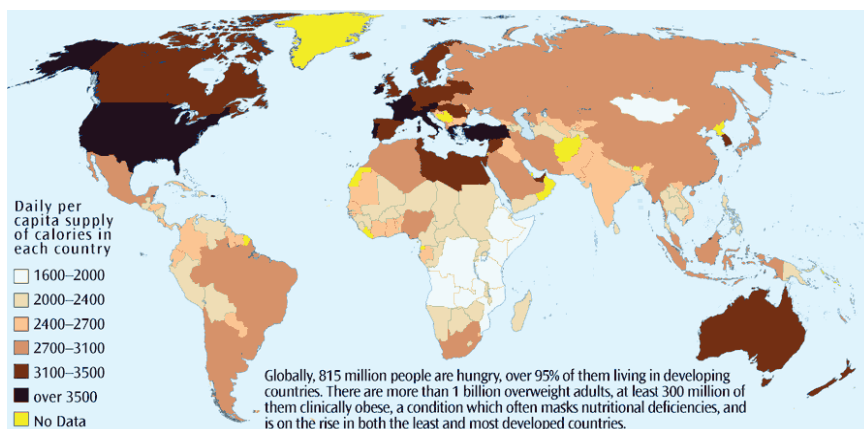 Daily per
capita supply
of calories in
each country
1600–2000
2000–2400
2400–2700
2700–3100
3100–3500
over 3500
No Data
Globally, 815 million people are hungry, over 95% of them living in developing
countries. There are more than 1 billion overweight adults, at least 300 million of
them clinically obese, a condition which often masks nutritional deficiencies, and
is on the rise in both the least and most developed countries.